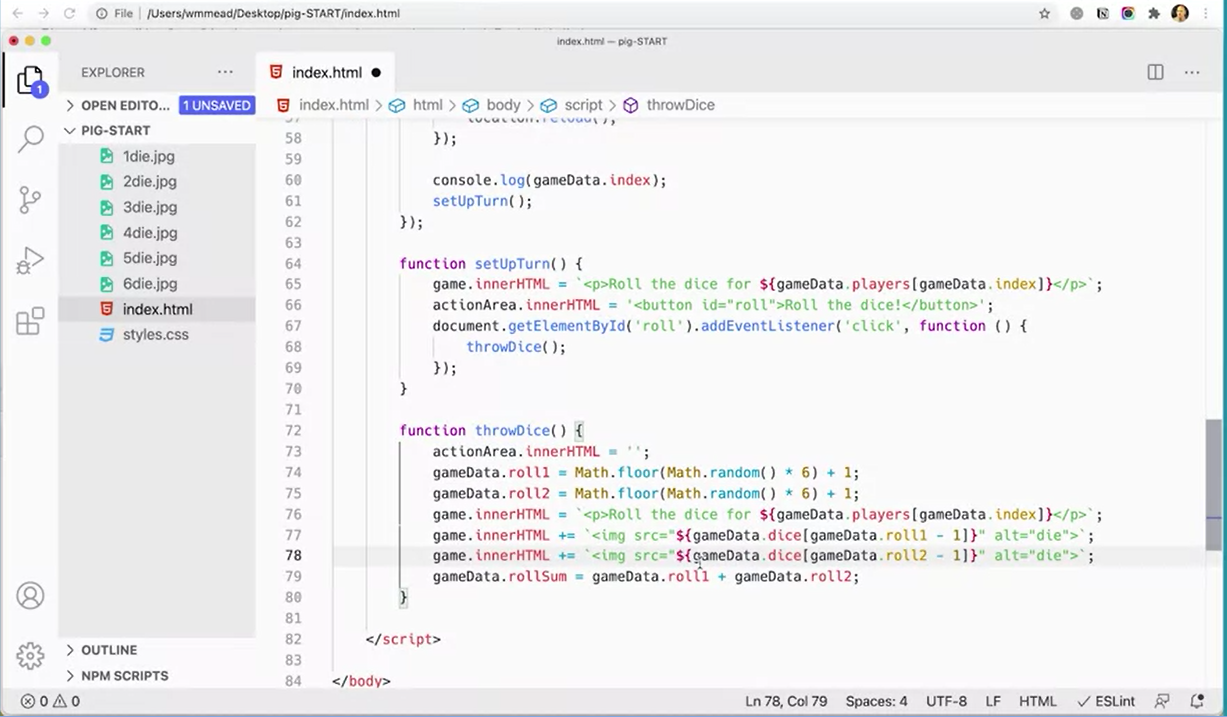 File | /Users/wmmead/Desktop/pig-START/index.html
index.html — pig-START
EXPLORER ···
index.html
OPEN EDITO... 1 UNSAVED
index.html > html > body > script > throwDice
PIG-START
1die.jpg
2die.jpg
3die.jpg
4die.jpg
5die.jpg
6die.jpg
index.html
styles.css
OUTLINE
NPM SCRIPTS
1
57 location.reload();
58 });
59
60 console.log(gameData.index);
61 setUpTurn();
62 });
63
64 function setUpTurn() {
65 game.innerHTML = `<p>Roll the dice for ${gameData.players[gameData.index]}</p>`;
66 actionArea.innerHTML = '<button id="roll">Roll the dice!</button>';
67 document.getElementById('roll').addEventListener('click', function () {
68 throwDice();
69 });
70 }
71
72 function throwDice() {
73 actionArea.innerHTML = '';
74 gameData.roll1 = Math.floor(Math.random() * 6) + 1;
75 gameData.roll2 = Math.floor(Math.random() * 6) + 1;
76 game.innerHTML = `<p>Roll the dice for ${gameData.players[gameData.index]}</p>`;
77 game.innerHTML += `<img src="${gameData.dice[gameData.roll1 - 1]}" alt="die">`;
78 game.innerHTML += `<img src="${gameData.dice[gameData.roll2 - 1]}" alt="die">`;
79 gameData.rollSum = gameData.roll1 + gameData.roll2;
80 }
81
82 </script>
83
84 </body>
0 0 Ln 78, Col 79 Spaces: 4 UTF-8 LF HTML ESLint